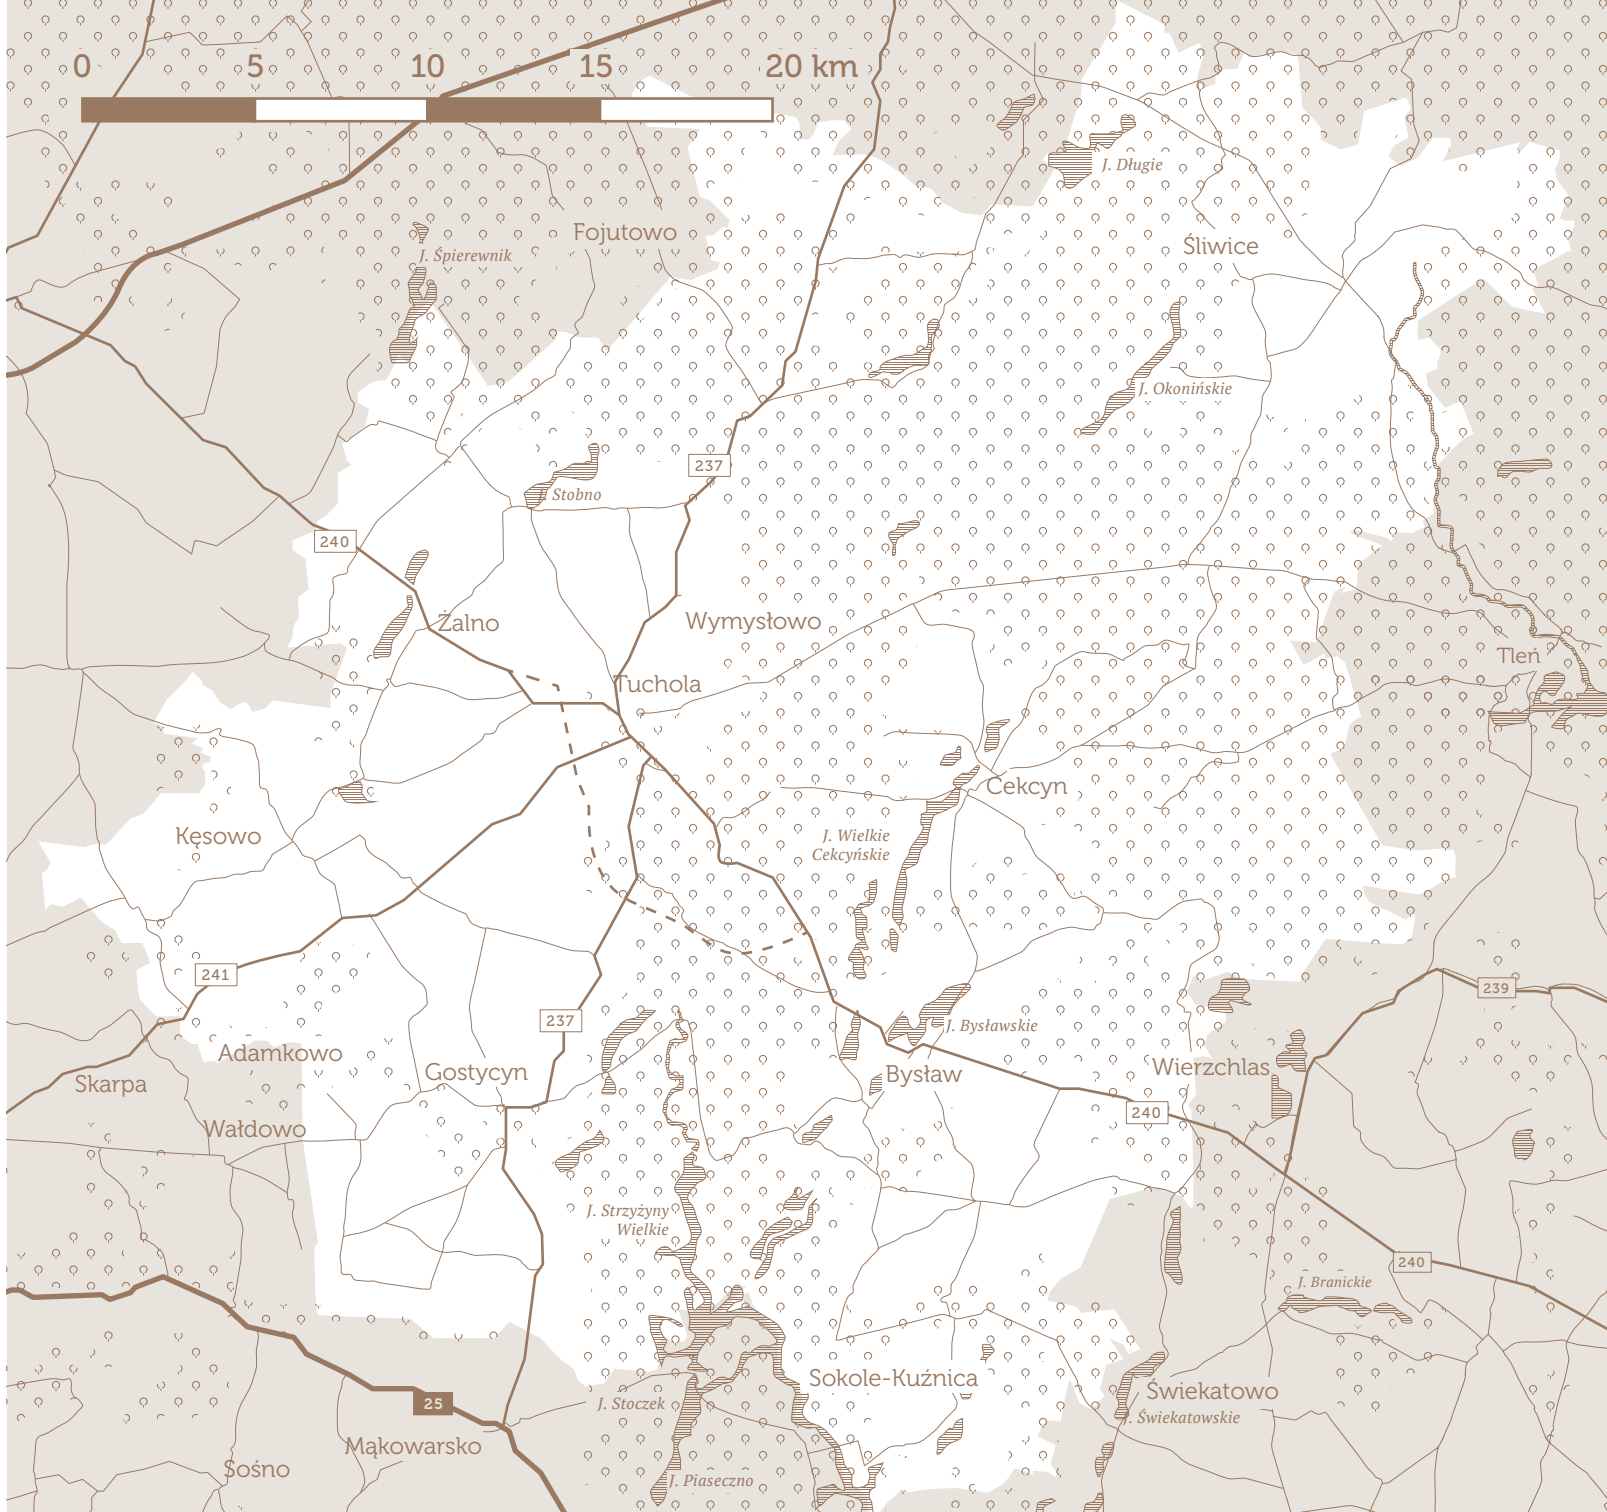 0 5 10 15 20 km
J. Długie
Fojutowo
Śliwice
J. Śpierewnik
J. Okonińskie
237
J. Stobno
240
Żalno
Wymysłowo
Tleń
Tuchola
Cekcyn
Kęsowo
J. Wielkie
Cekcyńskie
241
239
237
J. Bysławskie
Adamkowo
Gostycyn
Bysław
Wierzchlas
Skarpa
240
Wałdowo
J. Strzyżyny
Wielkie
240
J. Branickie
Sokole-Kuźnica
Świekatowo
25
J. Stoczek
J. Świekatowskie
Mąkowarsko
Sośno
J. Piaseczno